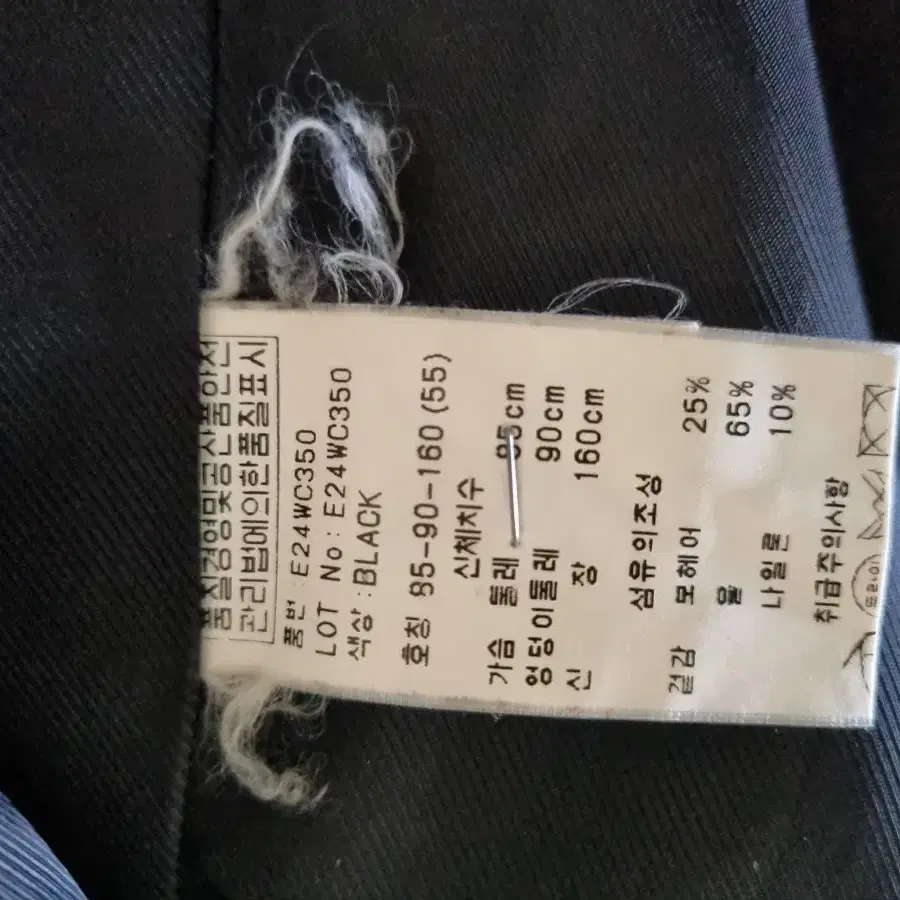 품질경영및공산품안전
관리법에의한품질표시
품번:E24WC350
LOT No:E24WC350
색상:BLACK
호칭 85-90-160(55)
신체치수
가슴 둘레 85cm
엉덩이둘레 90cm
신 장 160cm
섬유의조성
겉감 모헤어 25%
울 65%
나일론 10%
취급주의사항
드라이